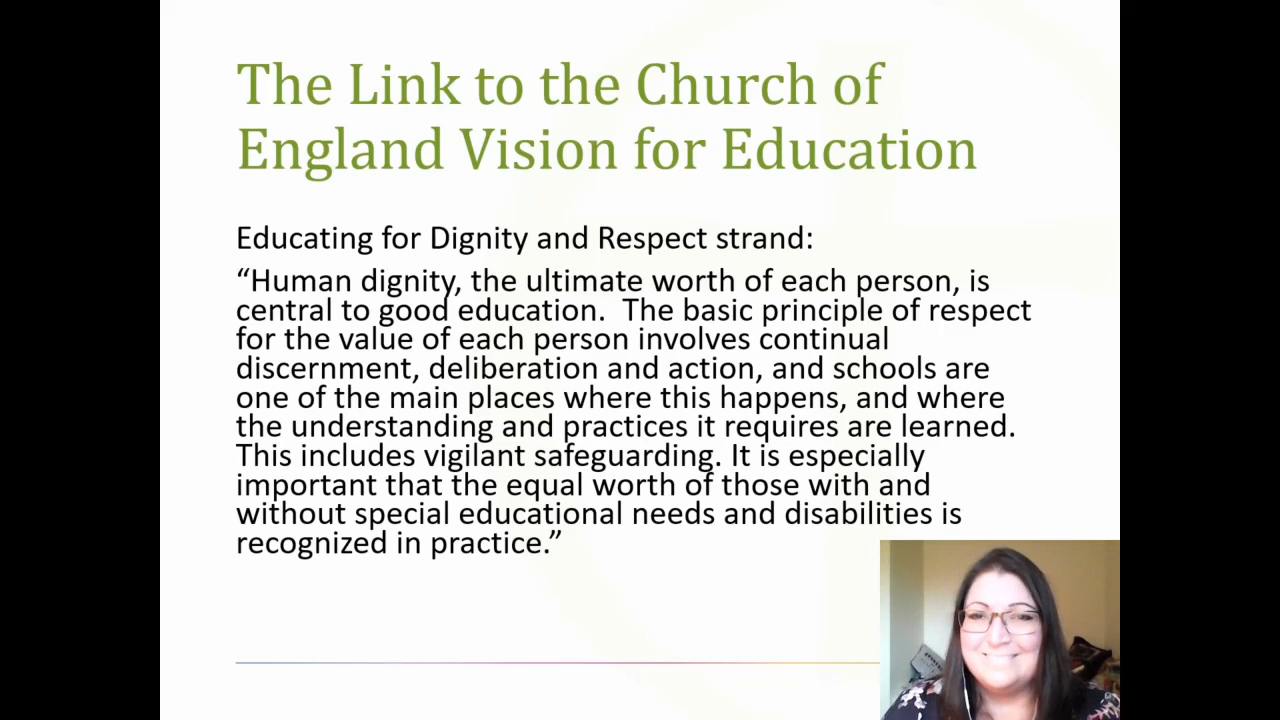 The Link to the Church of
England Vision for Education
Educating for Dignity and Respect strand:
“Human dignity, the ultimate worth of each person, is
central to good education.  The basic principle of respect
for the value of each person involves continual
discernment, deliberation and action, and schools are
one of the main places where this happens, and where
the understanding and practices it requires are learned.
This includes vigilant safeguarding. It is especially
important that the equal worth of those with and
without special educational needs and disabilities is
recognized in practice.”